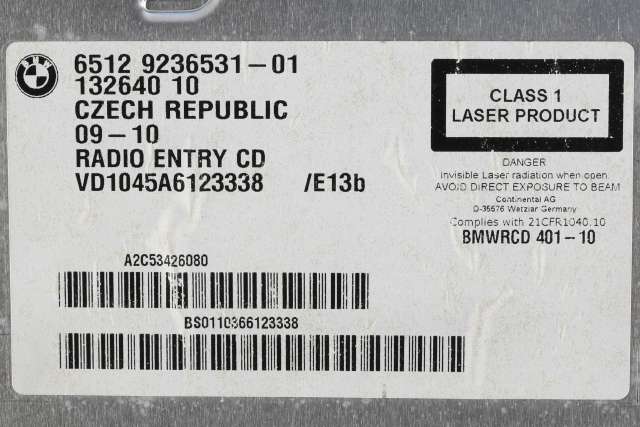 BMW
6512 9236531-01
132640 10
CZECH REPUBLIC
09-10
RADIO ENTRY CD
VD1045A6123338 /E13b
A2C53426080
BS0110366123338
CLASS 1
LASER PRODUCT
DANGER
Invisible Laser radiation when open.
AVOID DIRECT EXPOSURE TO BEAM
Continental AG
D-35576 Wetzlar Germany
Complies with 21CFR1040.10
BMWRCD 401-10